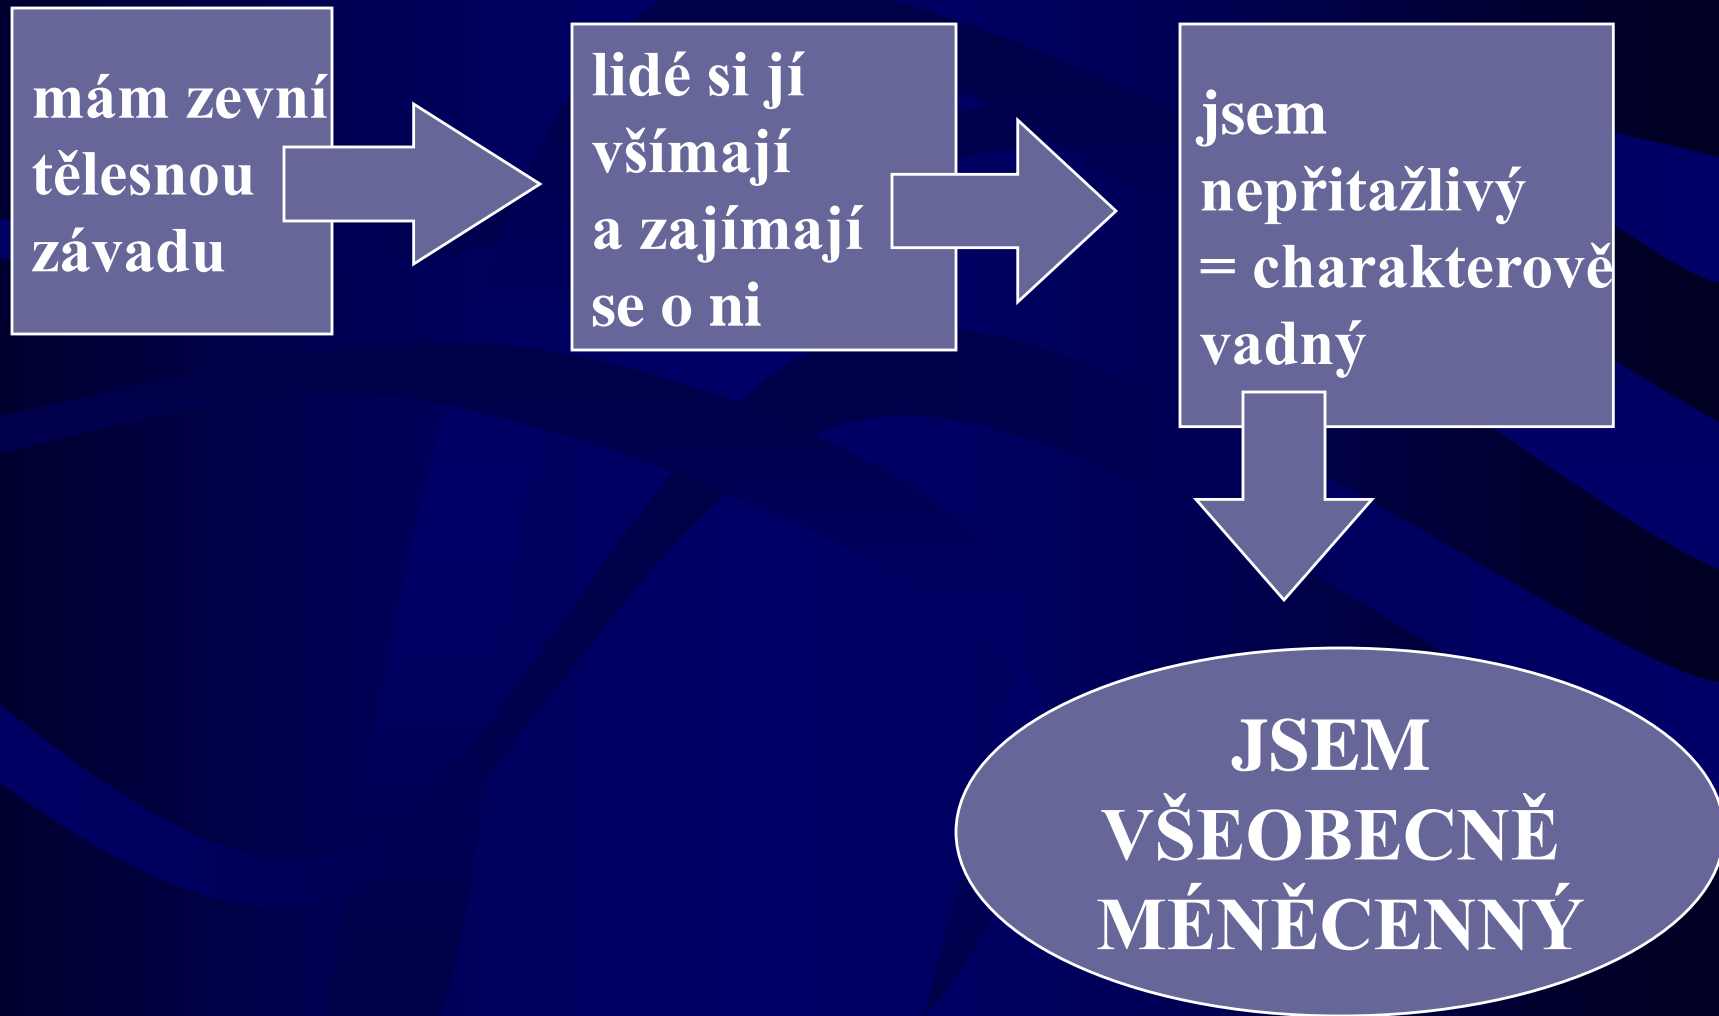 mám zevní
tělesnou
závadu
lidé si jí
všímají
a zajímají
se o ni
jsem
nepřitažlivý
= charakterově
vadný
JSEM
VŠEOBECNĚ
MÉNĚCENNÝ